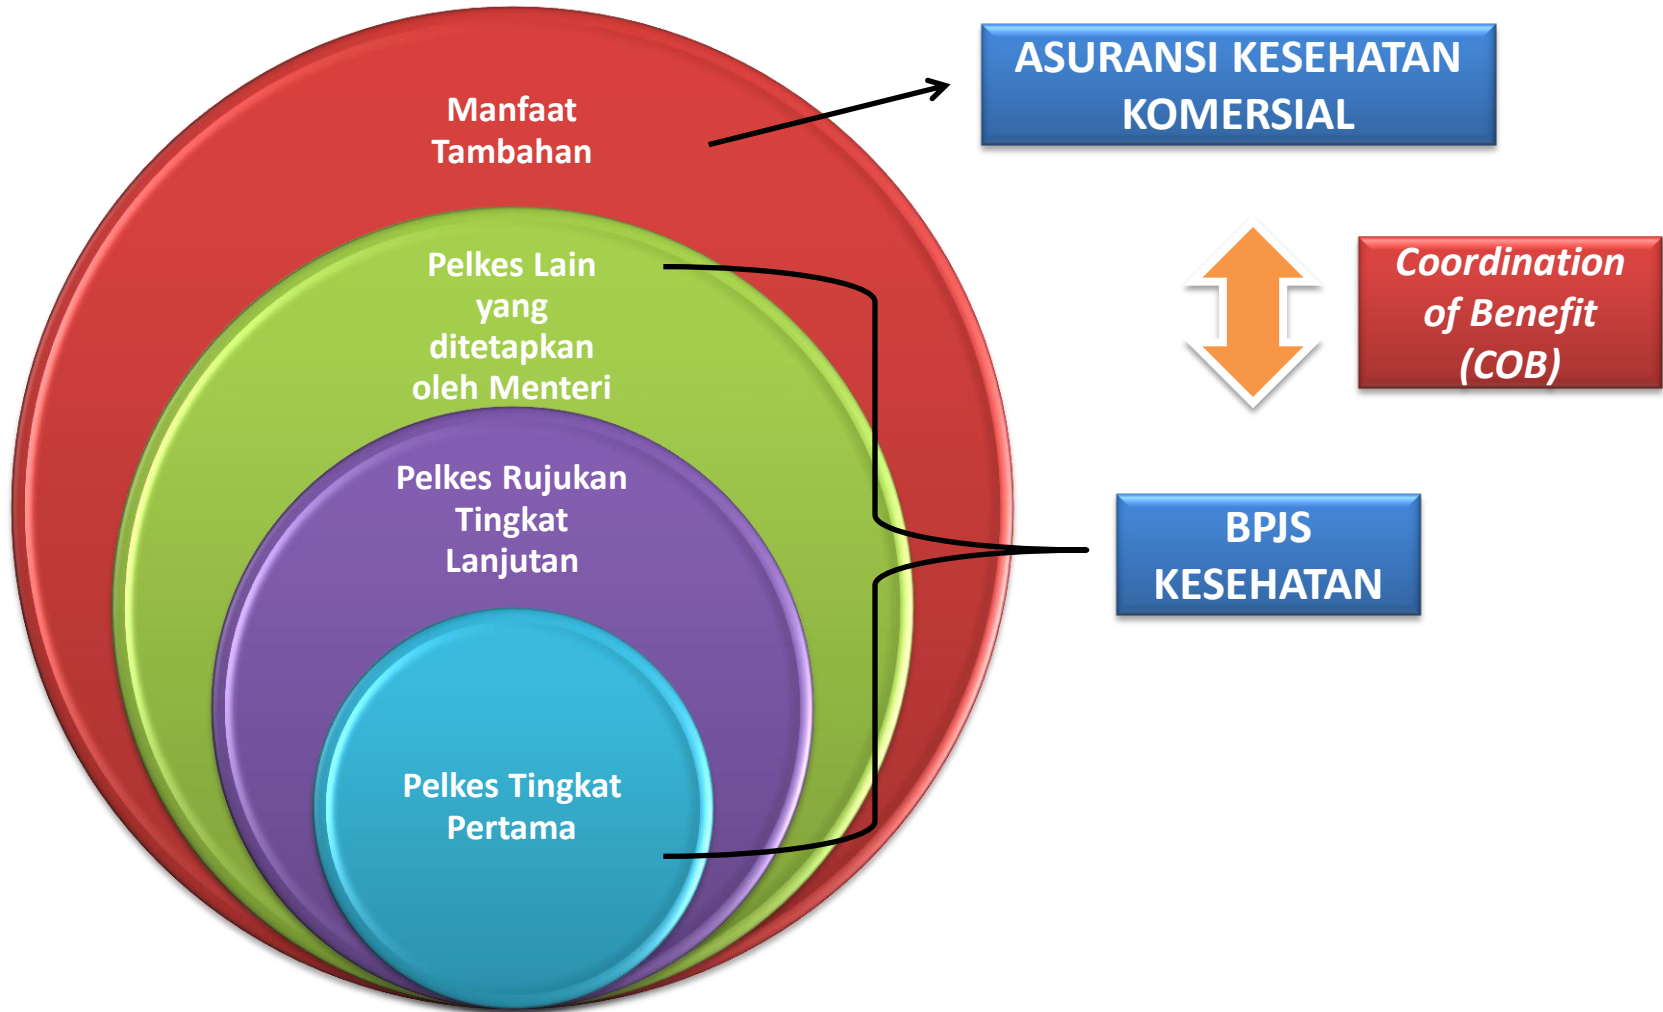 Manfaat
Tambahan
Pelkes Lain
yang
ditetapkan
oleh Menteri
Pelkes Rujukan
Tingkat
Lanjutan
Pelkes Tingkat
Pertama
ASURANSI KESEHATAN
KOMERSIAL
Coordination
of Benefit
(COB)
BPJS
KESEHATAN